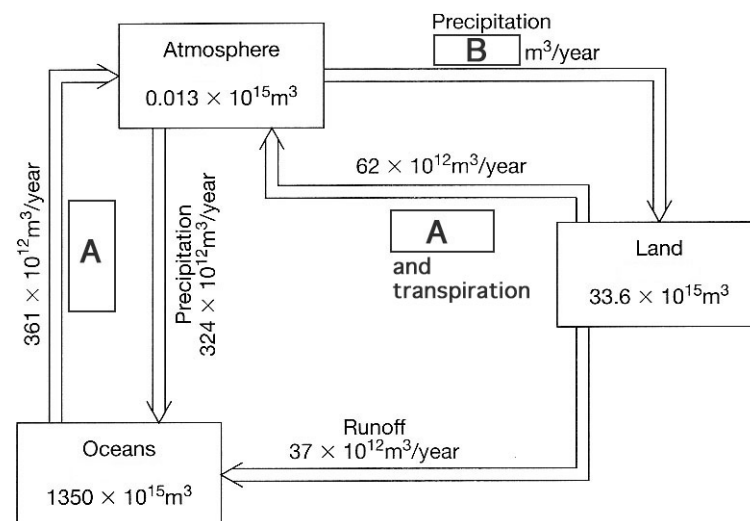 Precipitation
B m³/year
Atmosphere
0.013 × 10¹⁵m³
62 × 10¹²m³/year
361 × 10¹²m³/year
A
Precipitation
324 × 10¹²m³/year
A
and
transpiration
Land
33.6 × 10¹⁵m³
Runoff
37 × 10¹²m³/year
Oceans
1350 × 10¹⁵m³